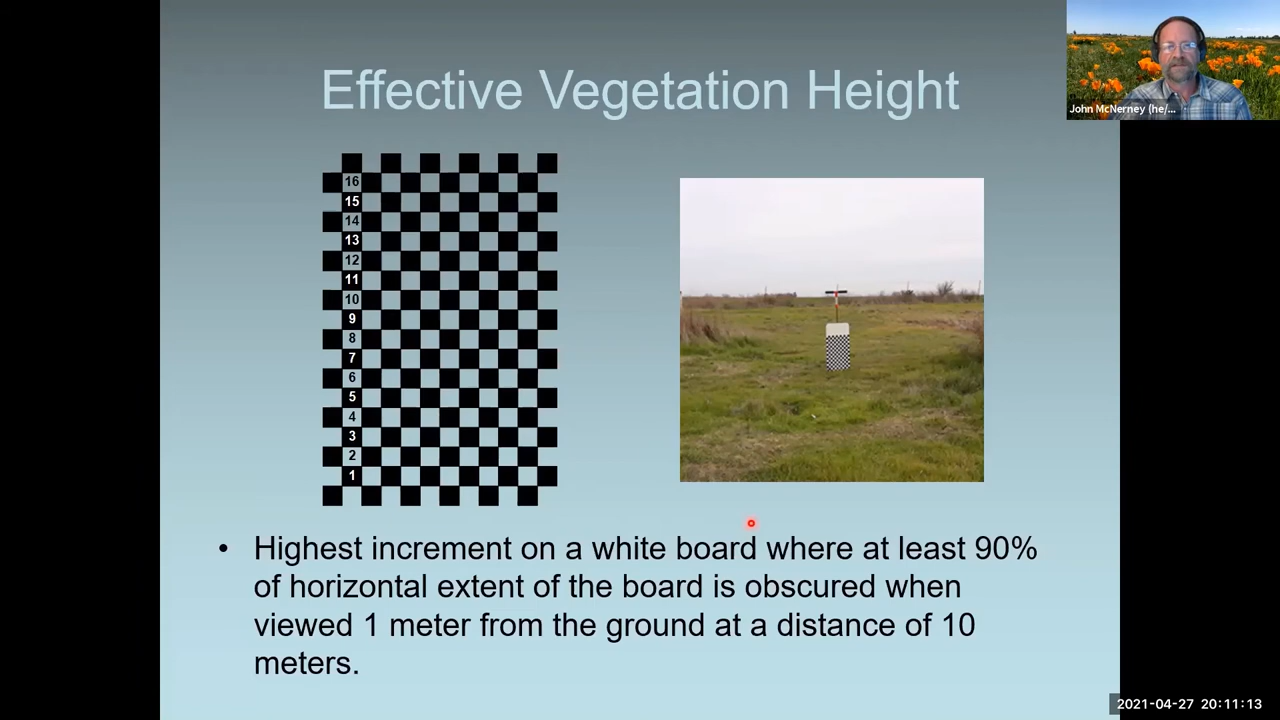 Effective Vegetation Height
John McNerney (he/...
16
15
14
13
12
11
10
9
8
7
6
5
4
3
2
1
• Highest increment on a white board where at least 90%
of horizontal extent of the board is obscured when
viewed 1 meter from the ground at a distance of 10
meters.
2021-04-27 20:11:13